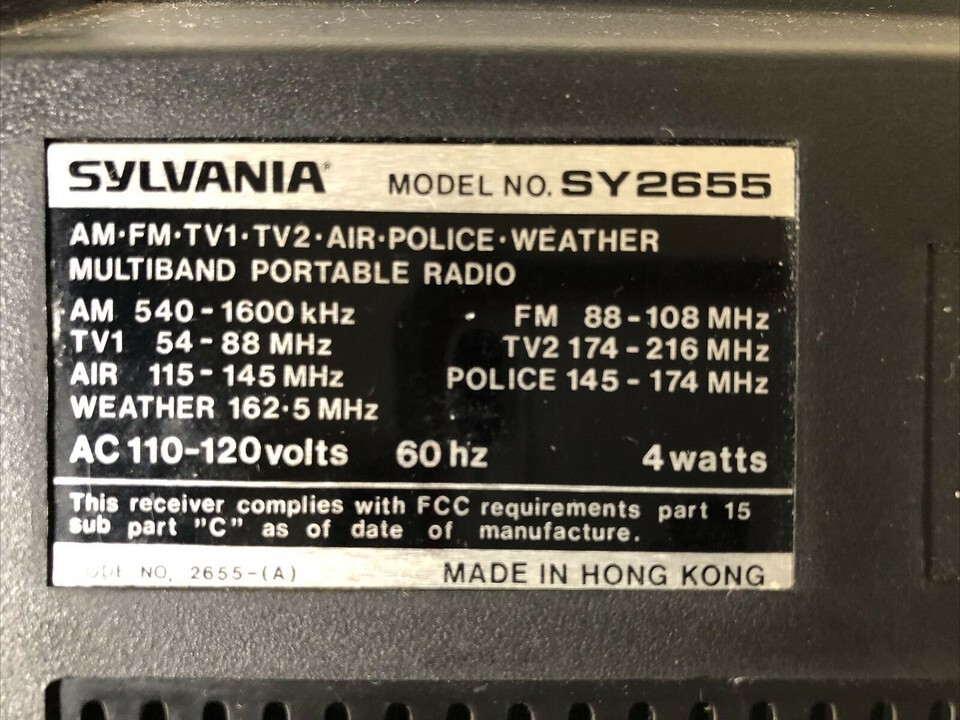 SYLVANIA® MODEL NO. SY2655
AM·FM·TV1·TV2·AIR·POLICE·WEATHER
MULTIBAND PORTABLE RADIO
AM 540-1600 kHz FM 88-108 MHz
TV1 54-88 MHz TV2 174-216 MHz
AIR 115-145 MHz POLICE 145-174 MHz
WEATHER 162·5 MHz
AC 110-120 volts 60 hz 4 watts
This receiver complies with FCC requirements part 15
sub part "C" as of date of manufacture.
NO. 2655-(A) MADE IN HONG KONG